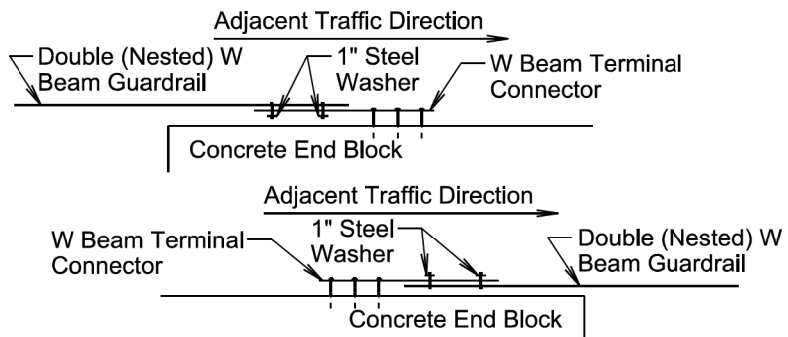 Adjacent Traffic Direction
Double (Nested) W
Beam Guardrail
1" Steel
Washer
W Beam Terminal
Connector
Concrete End Block
Adjacent Traffic Direction
W Beam Terminal
Connector
1" Steel
Washer
Double (Nested) W
Beam Guardrail
Concrete End Block